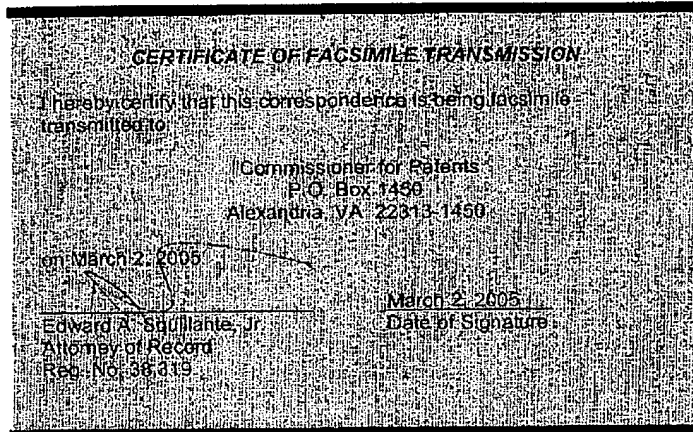 CERTIFICATE OF FACSIMILE TRANSMISSION
I hereby certify that this correspondence is being facsimile
transmitted to
Commissioner for Patents
P.O. Box 1450
Alexandria, VA 22313-1450
on March 2, 2005
March 2, 2005
Edward A. Squillante, Jr.
Date of Signature
Attorney of Record
Reg. No. 38,319